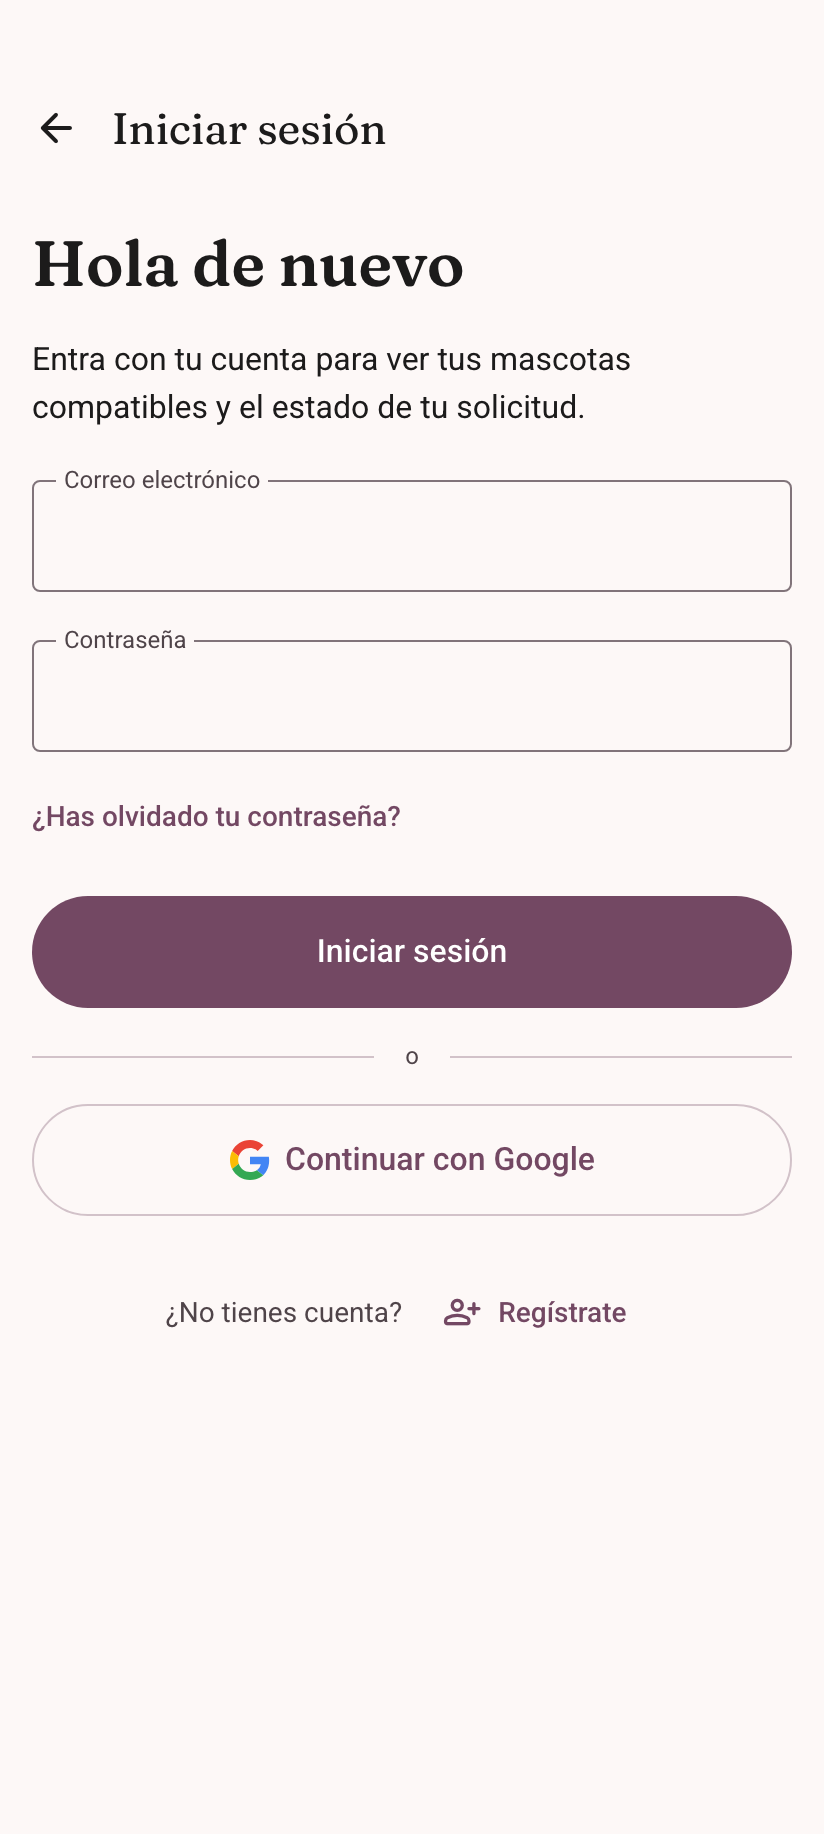 Iniciar sesión
Hola de nuevo
Entra con tu cuenta para ver tus mascotas
compatibles y el estado de tu solicitud.
Correo electrónico
Contraseña
¿Has olvidado tu contraseña?
Iniciar sesión
o
Continuar con Google
¿No tienes cuenta? Regístrate